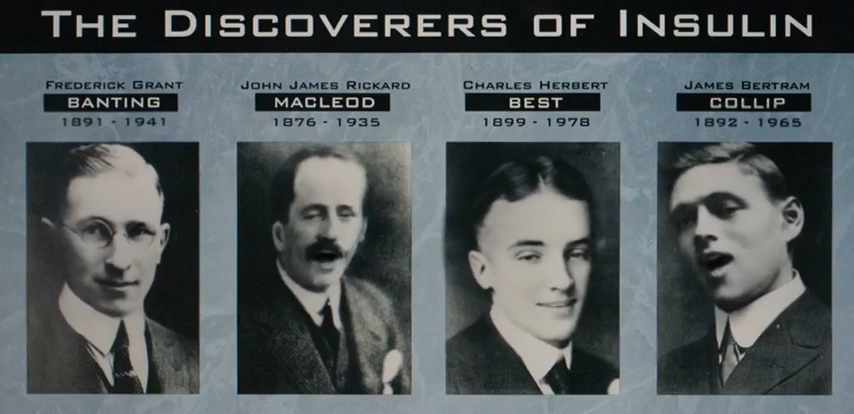 THE DISCOVERERS OF INSULIN
FREDERICK GRANT
BANTING
1891 - 1941
JOHN JAMES RICKARD
MACLEOD
1876 - 1935
CHARLES HERBERT
BEST
1899 - 1978
JAMES BERTRAM
COLLIP
1892 - 1965